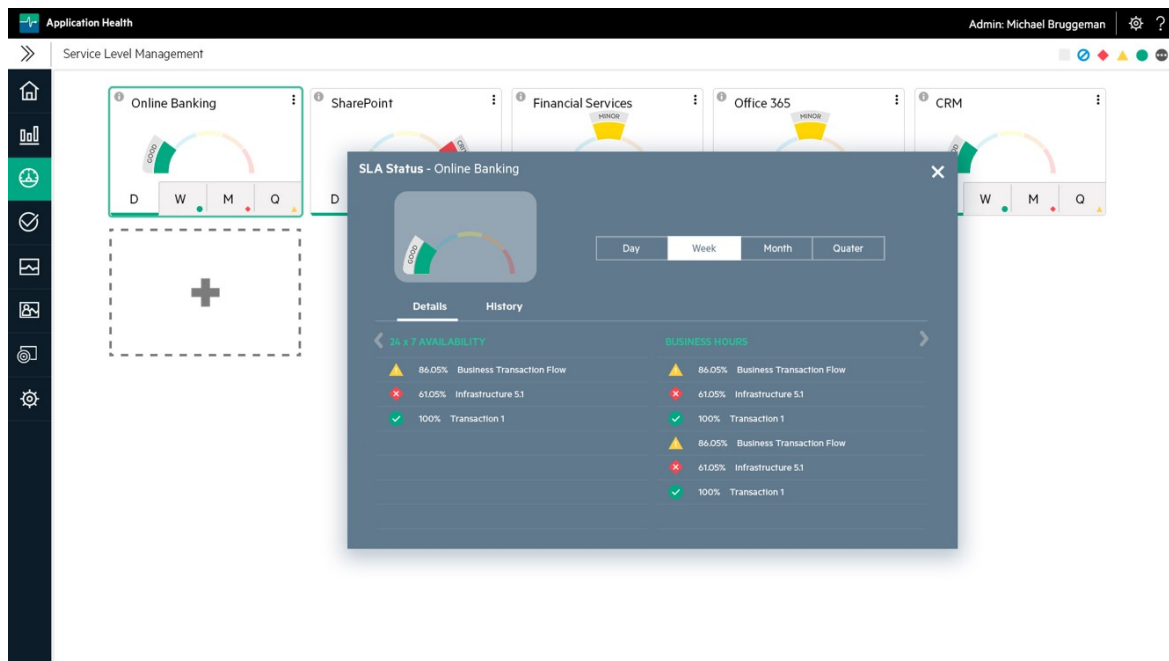 Application Health
Admin: Michael Bruggeman
?
Service Level Management
Online Banking
SharePoint
Financial Services
Office 365
CRM
GOOD
MINOR
MINOR
D W M Q
D
W M Q
SLA Status - Online Banking
GOOD
Day Week Month Quater
Details History
24 x 7 AVAILABILITY
BUSINESS HOURS
86.05% Business Transaction Flow
61.05% Infrastructure 5.1
100% Transaction 1
86.05% Business Transaction Flow
61.05% Infrastructure 5.1
100% Transaction 1
86.05% Business Transaction Flow
61.05% Infrastructure 5.1
100% Transaction 1